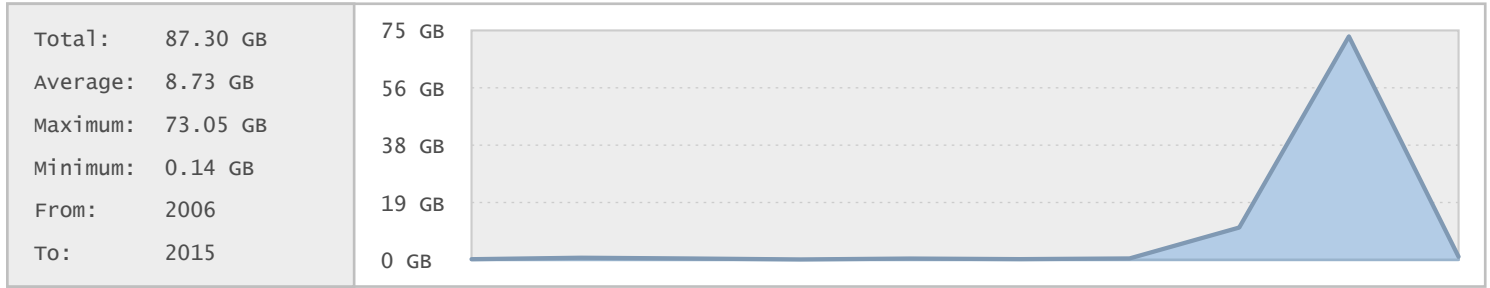 Total: 87.30 GB
Average: 8.73 GB
Maximum: 73.05 GB
Minimum: 0.14 GB
From: 2006
To: 2015
75 GB
56 GB
38 GB
19 GB
0 GB